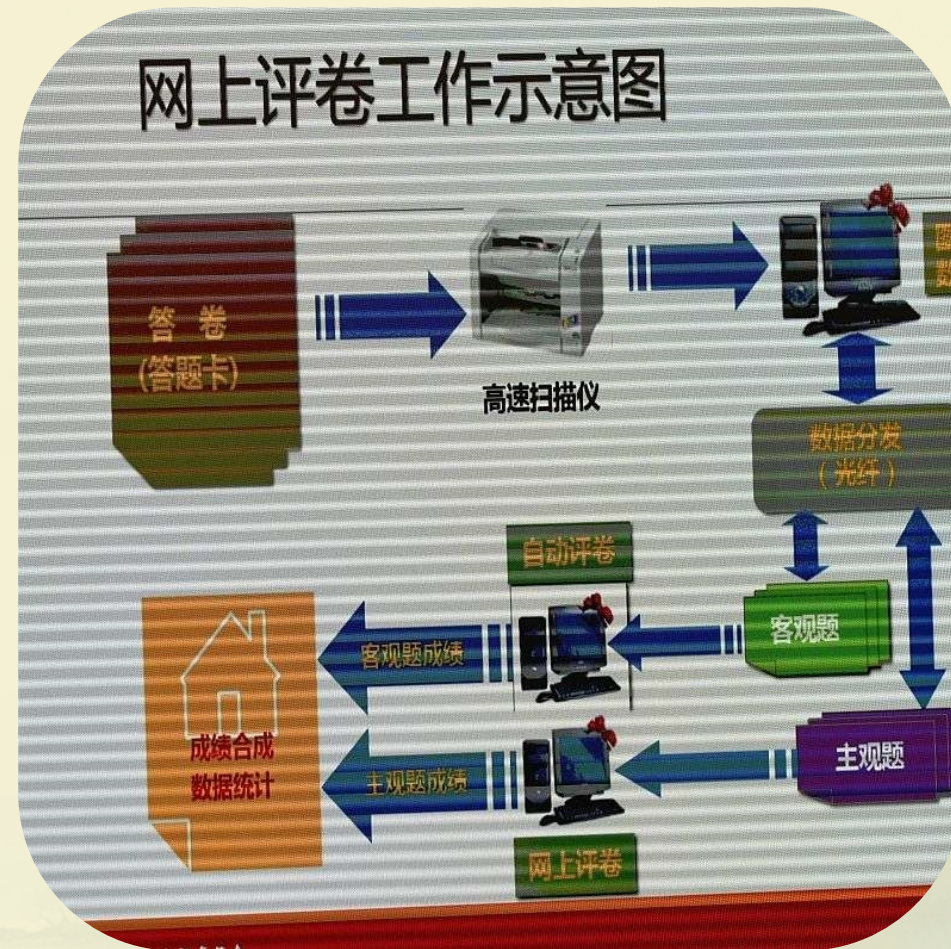 网上评卷工作示意图
答 卷
(答题卡)
高速扫描仪
数据分发
(光纤)
自动评卷
客观题
客观题成绩
成绩合成
数据统计
主观题
主观题成绩
网上评卷